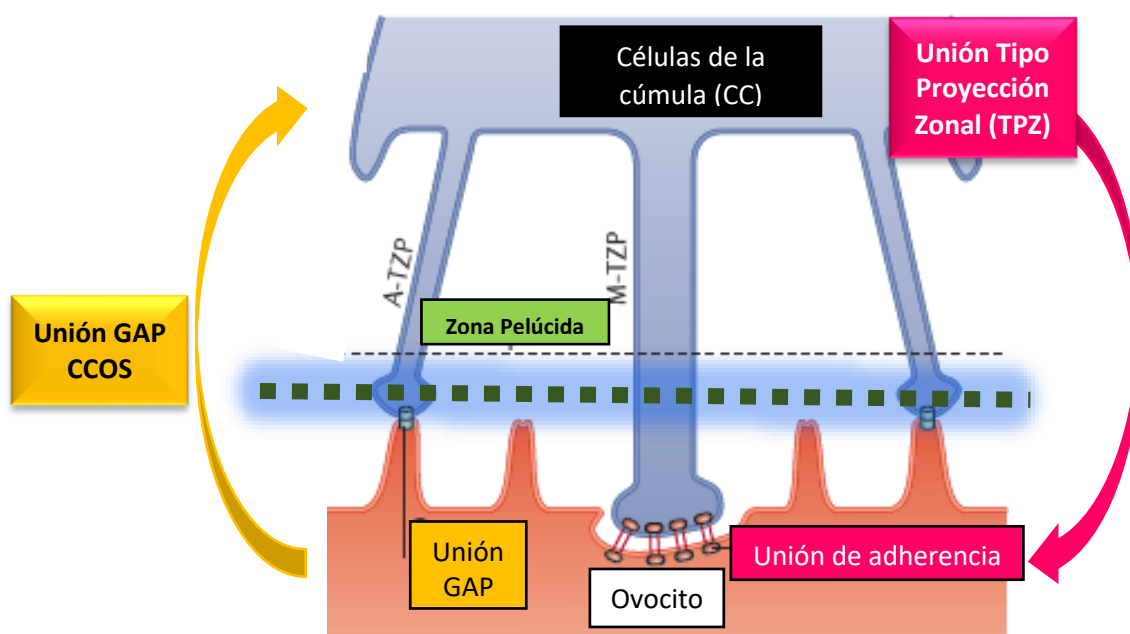 Células de la
cúmula (CC)
Unión Tipo
Proyección
Zonal (TPZ)
A-TZP
M-TZP
Zona Pelúcida
Unión GAP
CCOS
Unión
GAP
Unión de adherencia
Ovocito